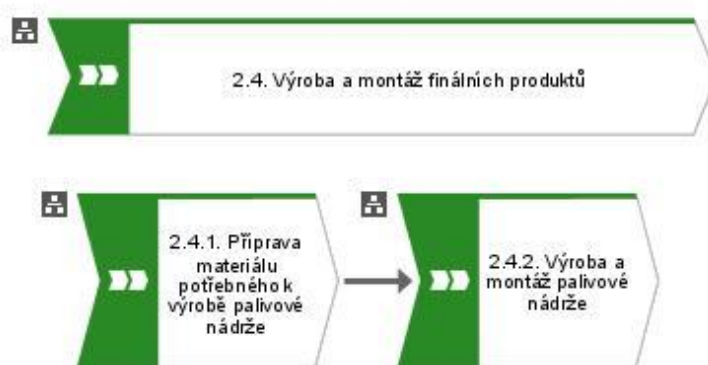 2.4. Výroba a montáž finálních produktů
2.4.1. Příprava
materiálu
potřebného k
výrobě palivové
nádrže
2.4.2. Výroba a
montáž palivové
nádrže